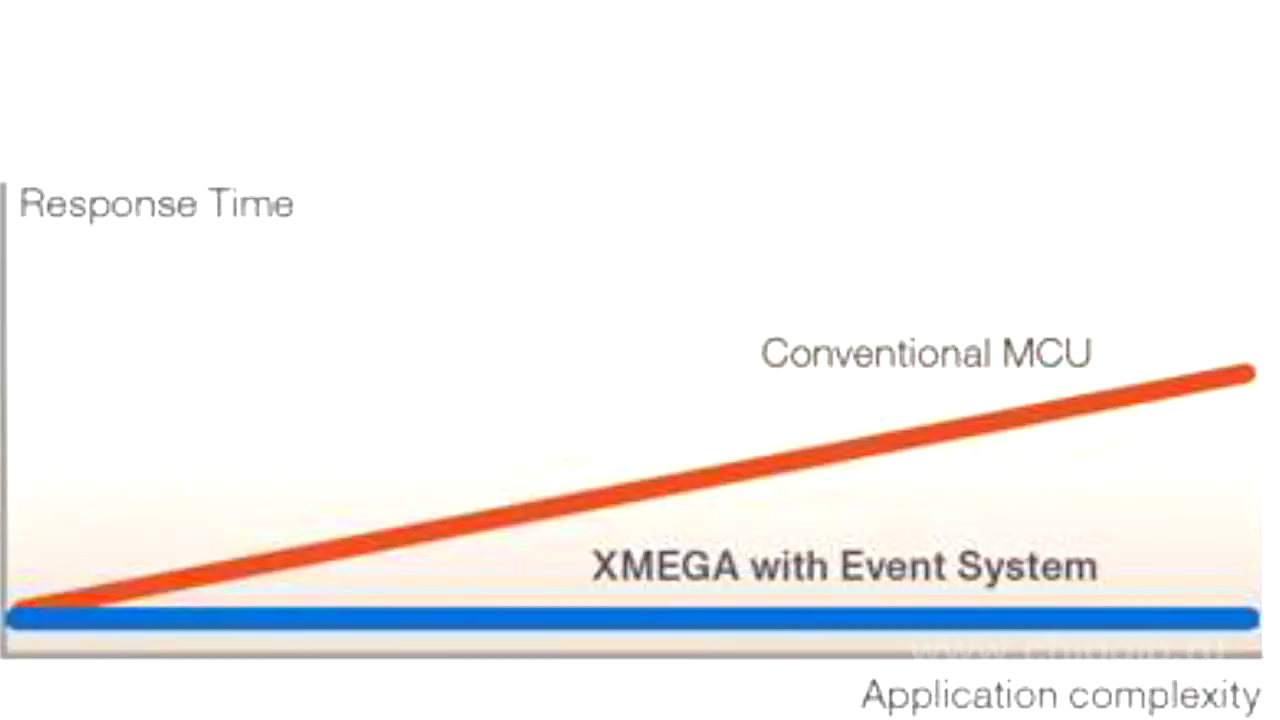 Response Time
Conventional MCU
XMEGA with Event System
Application complexity